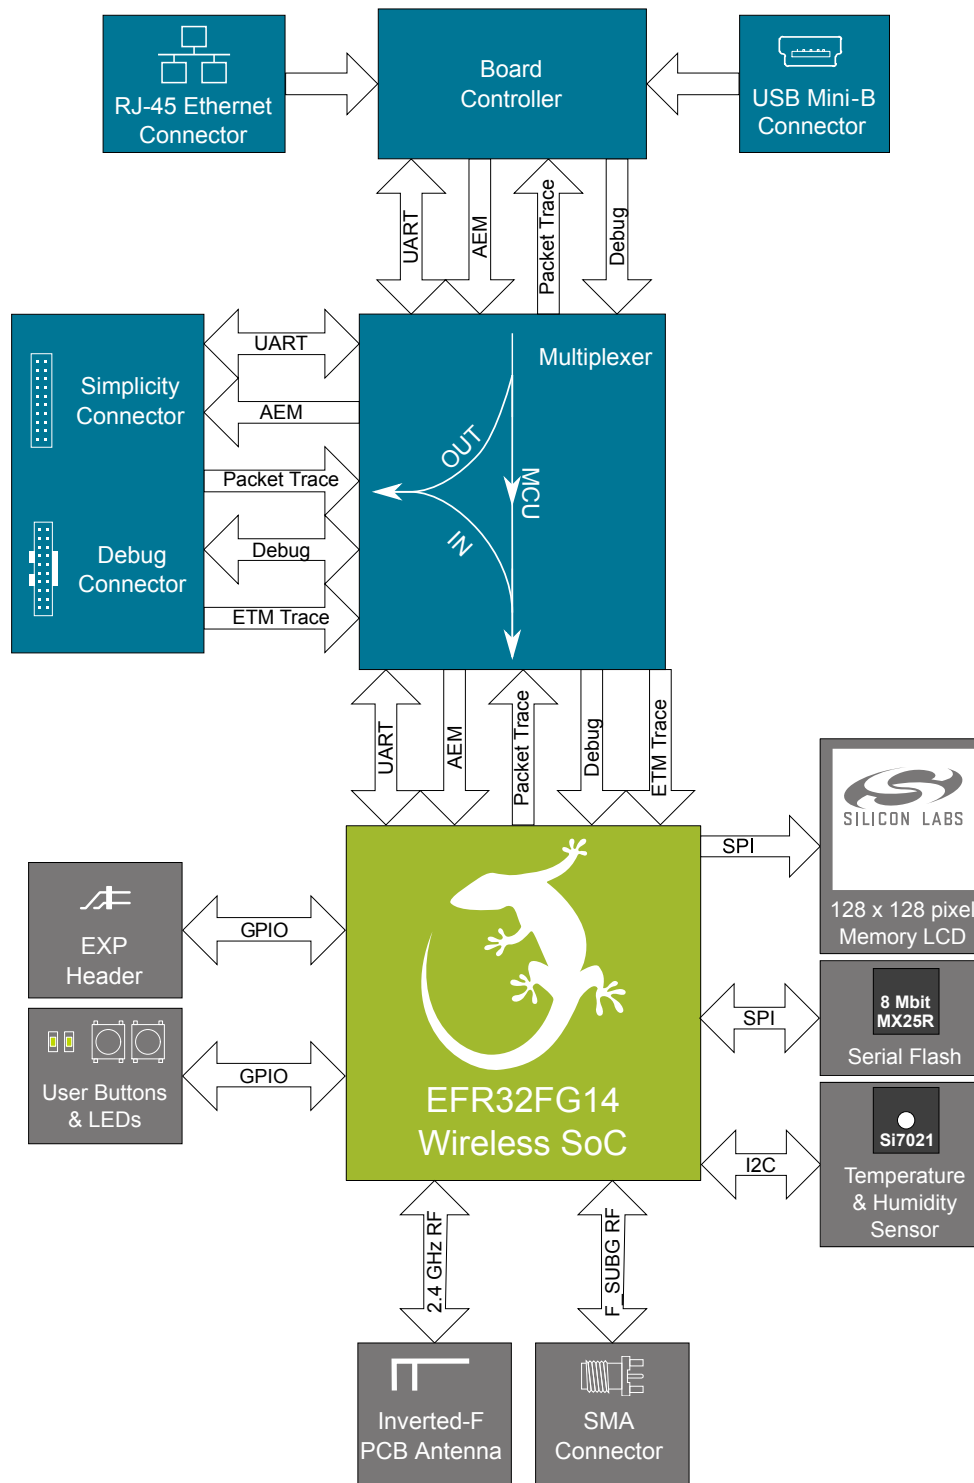 RJ-45 Ethernet
Connector
Board
Controller
USB Mini-B
Connector
UART
AEM
Packet Trace
Debug
Simplicity
Connector
Debug
Connector
UART
AEM
Packet Trace
Debug
ETM Trace
Multiplexer
OUT
MCU
IN
UART
AEM
Packet Trace
Debug
ETM Trace
EXP
Header
GPIO
User Buttons
& LEDs
GPIO
EFR32FG14
Wireless SoC
SPI
SILICON LABS
128 x 128 pixel
Memory LCD
SPI
8 Mbit
MX25R
Serial Flash
I2C
Si7021
Temperature
& Humidity
Sensor
2.4 GHz RF
F_SUBG RF
Inverted-F
PCB Antenna
SMA
Connector